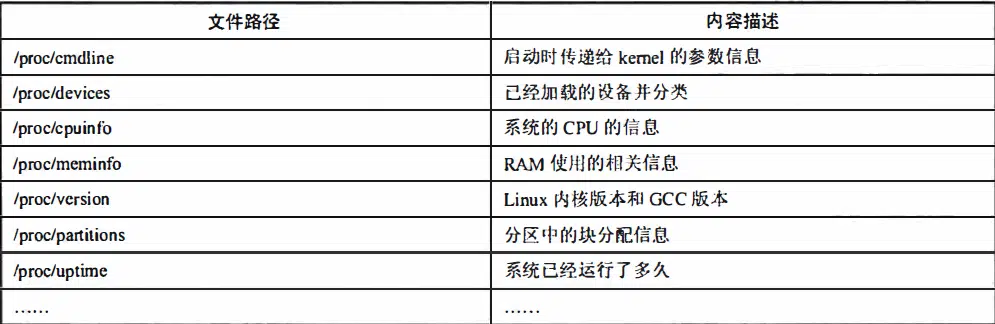 文件路径 内容描述
/proc/cmdline 启动时传递给 kernel 的参数信息
/proc/devices 已经加载的设备并分类
/proc/cpuinfo 系统的 CPU 的信息
/proc/meminfo RAM 使用的相关信息
/proc/version Linux 内核版本和 GCC 版本
/proc/partitions 分区中的块分配信息
/proc/uptime 系统已经运行了多久
…… ……